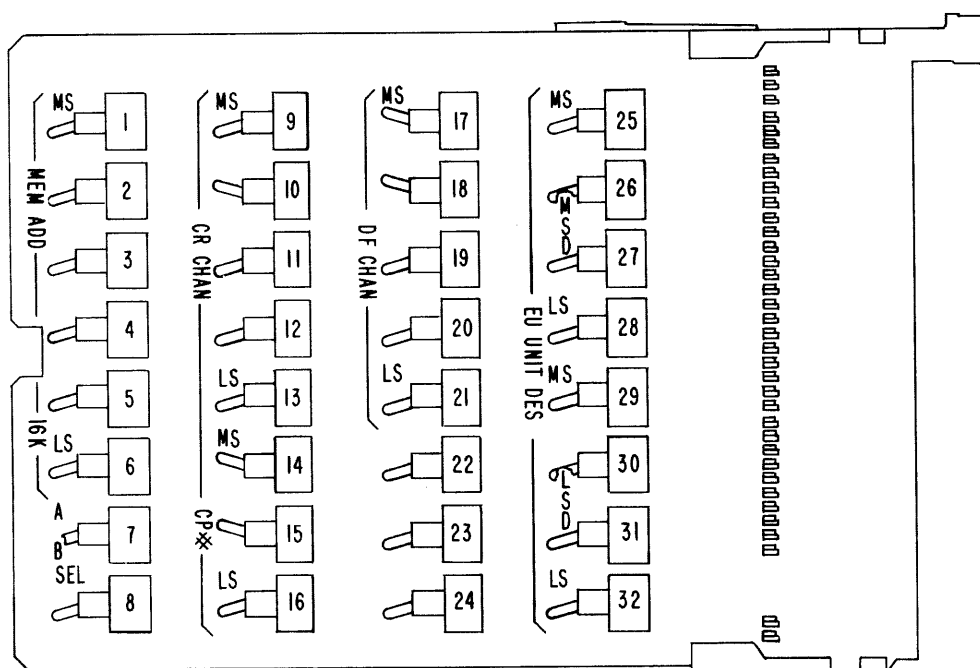 MS
1
2
3
4
5
LS
6
A
B
7
SEL
8
MEM ADD
16K
MS
9
10
11
12
LS
13
MS
14
15
LS
16
CR CHAN
CP※
MS
17
18
19
20
LS
21
22
23
24
DF CHAN
MS
25
26
MSD
27
LS
28
MS
29
30
LSD
31
LS
32
EU UNIT DES